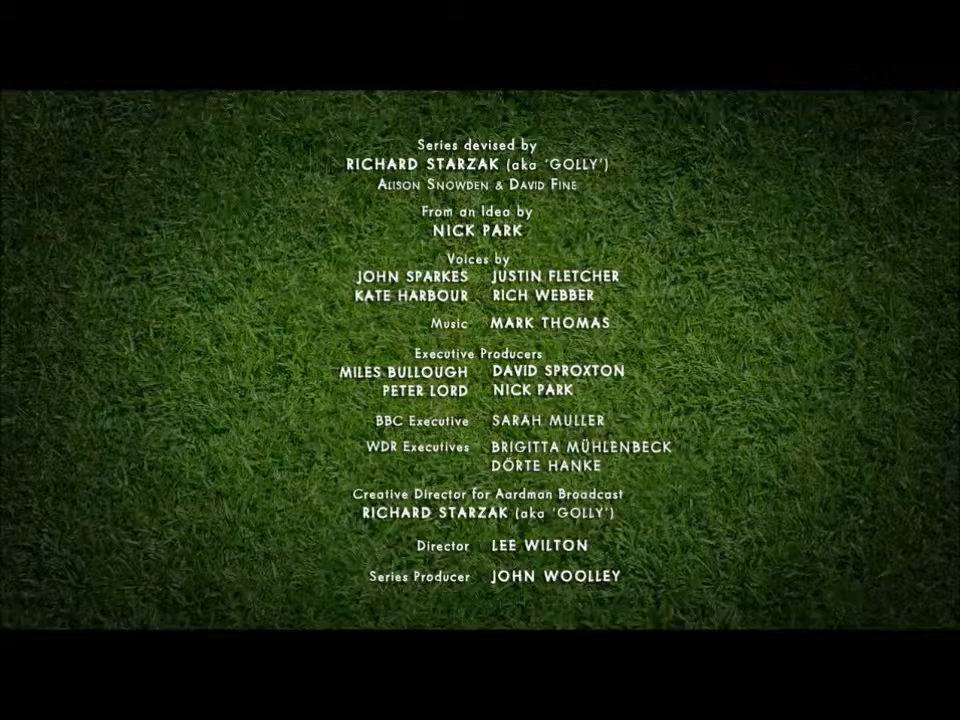 Series devised by
RICHARD STARZAK (aka 'GOLLY')
ALISON SNOWDEN & DAVID FINE
From an Idea by
NICK PARK
Voices by
JOHN SPARKES JUSTIN FLETCHER
KATE HARBOUR RICH WEBBER
Music MARK THOMAS
Executive Producers
MILES BULLOUGH DAVID SPROXTON
PETER LORD NICK PARK
BBC Executive SARAH MULLER
WDR Executives BRIGITTA MÜHLENBECK
DÖRTE HANKE
Creative Director for Aardman Broadcast
RICHARD STARZAK (aka 'GOLLY')
Director LEE WILTON
Series Producer JOHN WOOLLEY